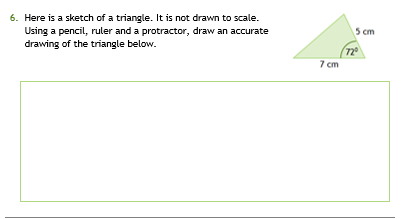 6. Here is a sketch of a triangle. It is not drawn to scale.
Using a pencil, ruler and a protractor, draw an accurate
drawing of the triangle below.
5 cm
72⁰
7 cm